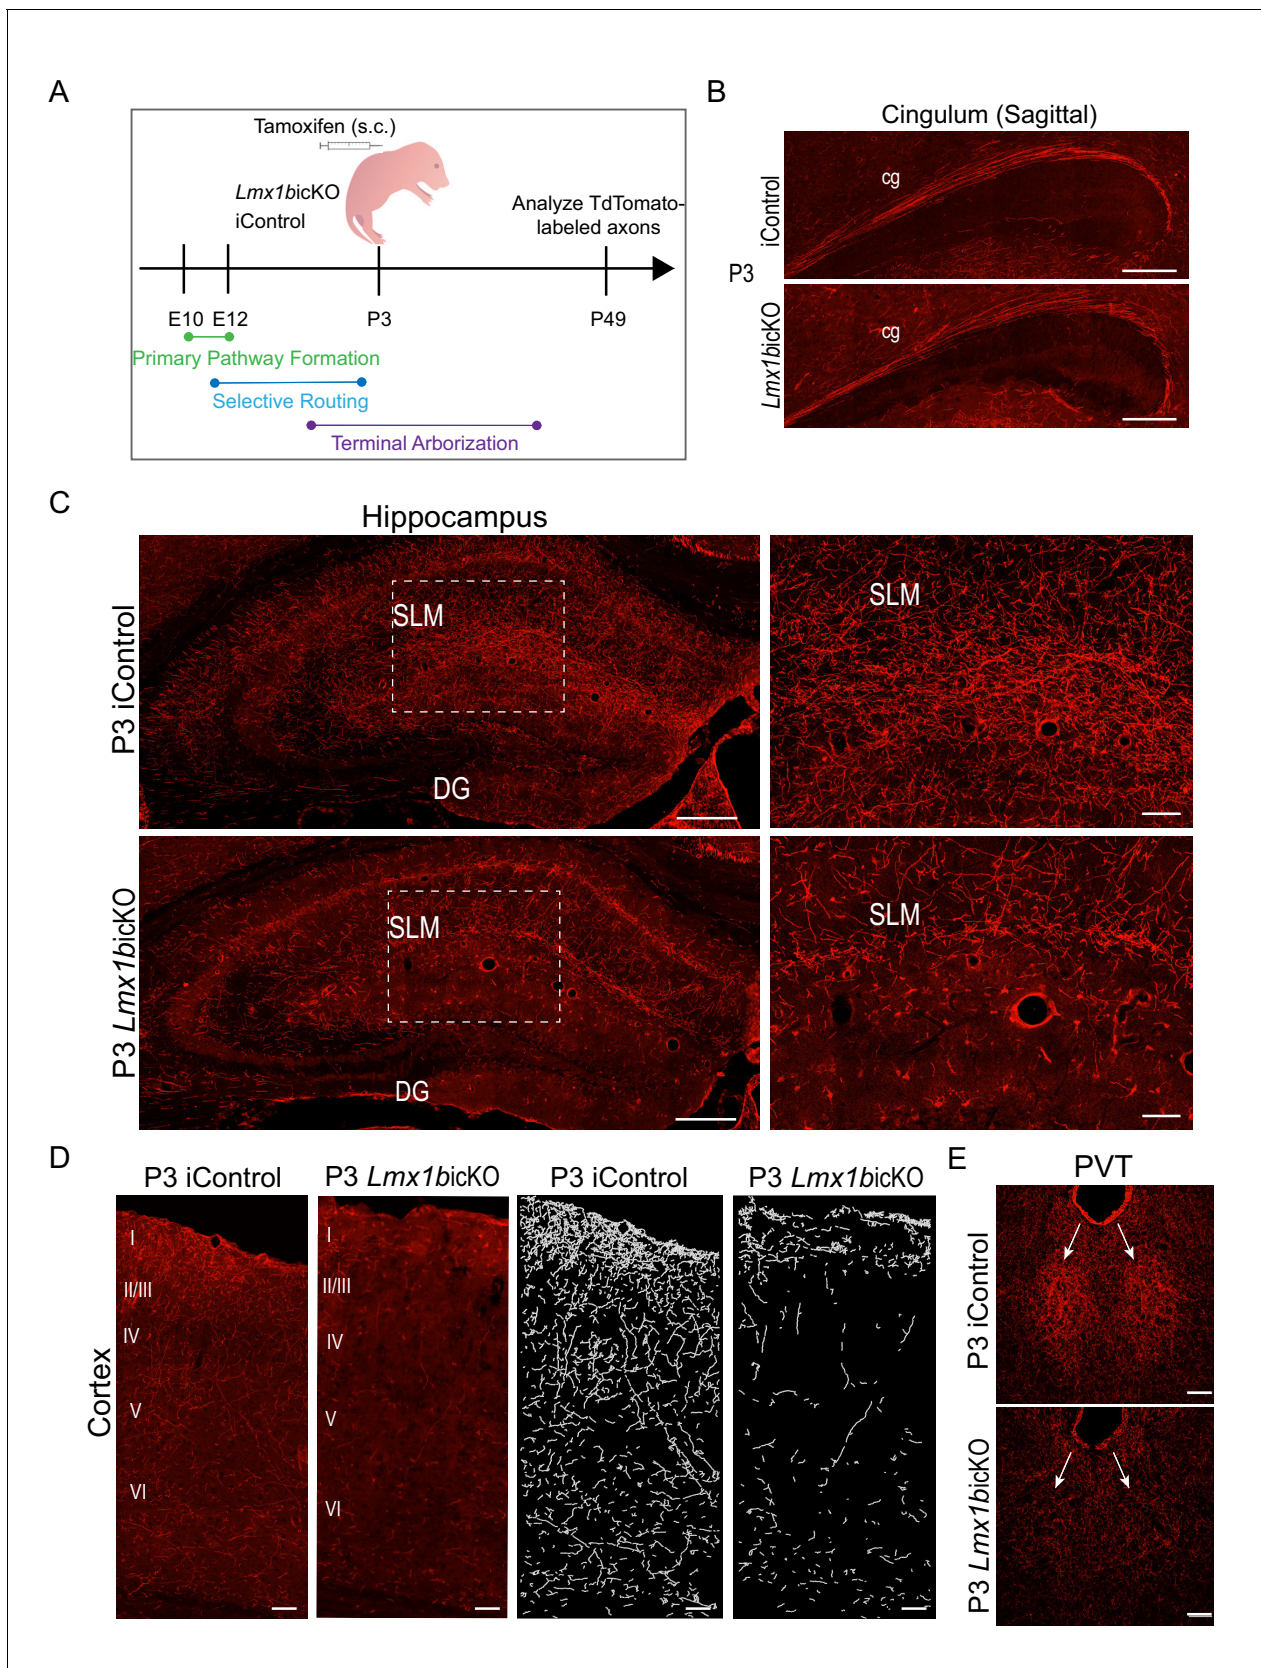 A
Tamoxifen (s.c.)
Lmx1bicKO
iControl
Analyze TdTomato-
labeled axons
E10 E12 P3 P49
Primary Pathway Formation
Selective Routing
Terminal Arborization
B
Cingulum (Sagittal)
P3
iControl
cg
Lmx1bicKO
cg
C
Hippocampus
P3 iControl
SLM
DG
SLM
P3 Lmx1bicKO
SLM
DG
SLM
D
P3 iControl
P3 Lmx1bicKO
P3 iControl
P3 Lmx1bicKO
Cortex
I
II/III
IV
V
VI
I
II/III
IV
V
VI
E
PVT
P3 iControl
P3 Lmx1bicKO